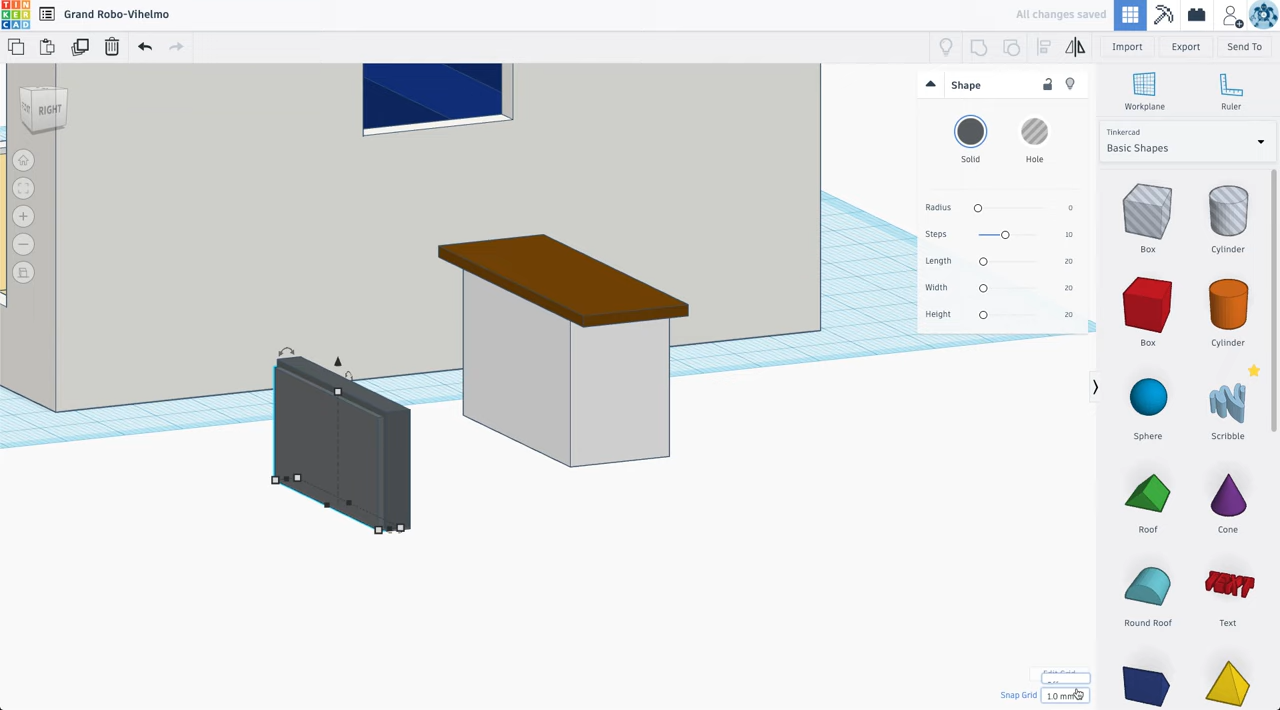 TIN
KER
CAD
Grand Robo-Vihelmo
All changes saved
Import
Export
Send To
RIGHT
Shape
Solid
Hole
Radius 0
Steps 10
Length 20
Width 20
Height 20
Workplane
Ruler
Tinkercad
Basic Shapes
Box
Cylinder
Box
Cylinder
Sphere
Scribble
Roof
Cone
Round Roof
Text
TEXT
Edit Grid
Snap Grid 1.0 mm